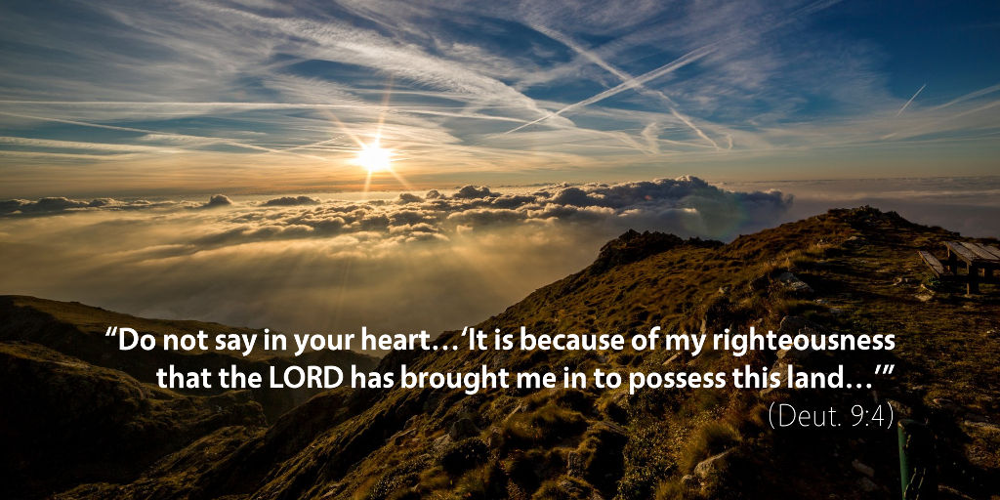 “Do not say in your heart…‘It is because of my righteousness
that the LORD has brought me in to possess this land…’”
(Deut. 9:4)